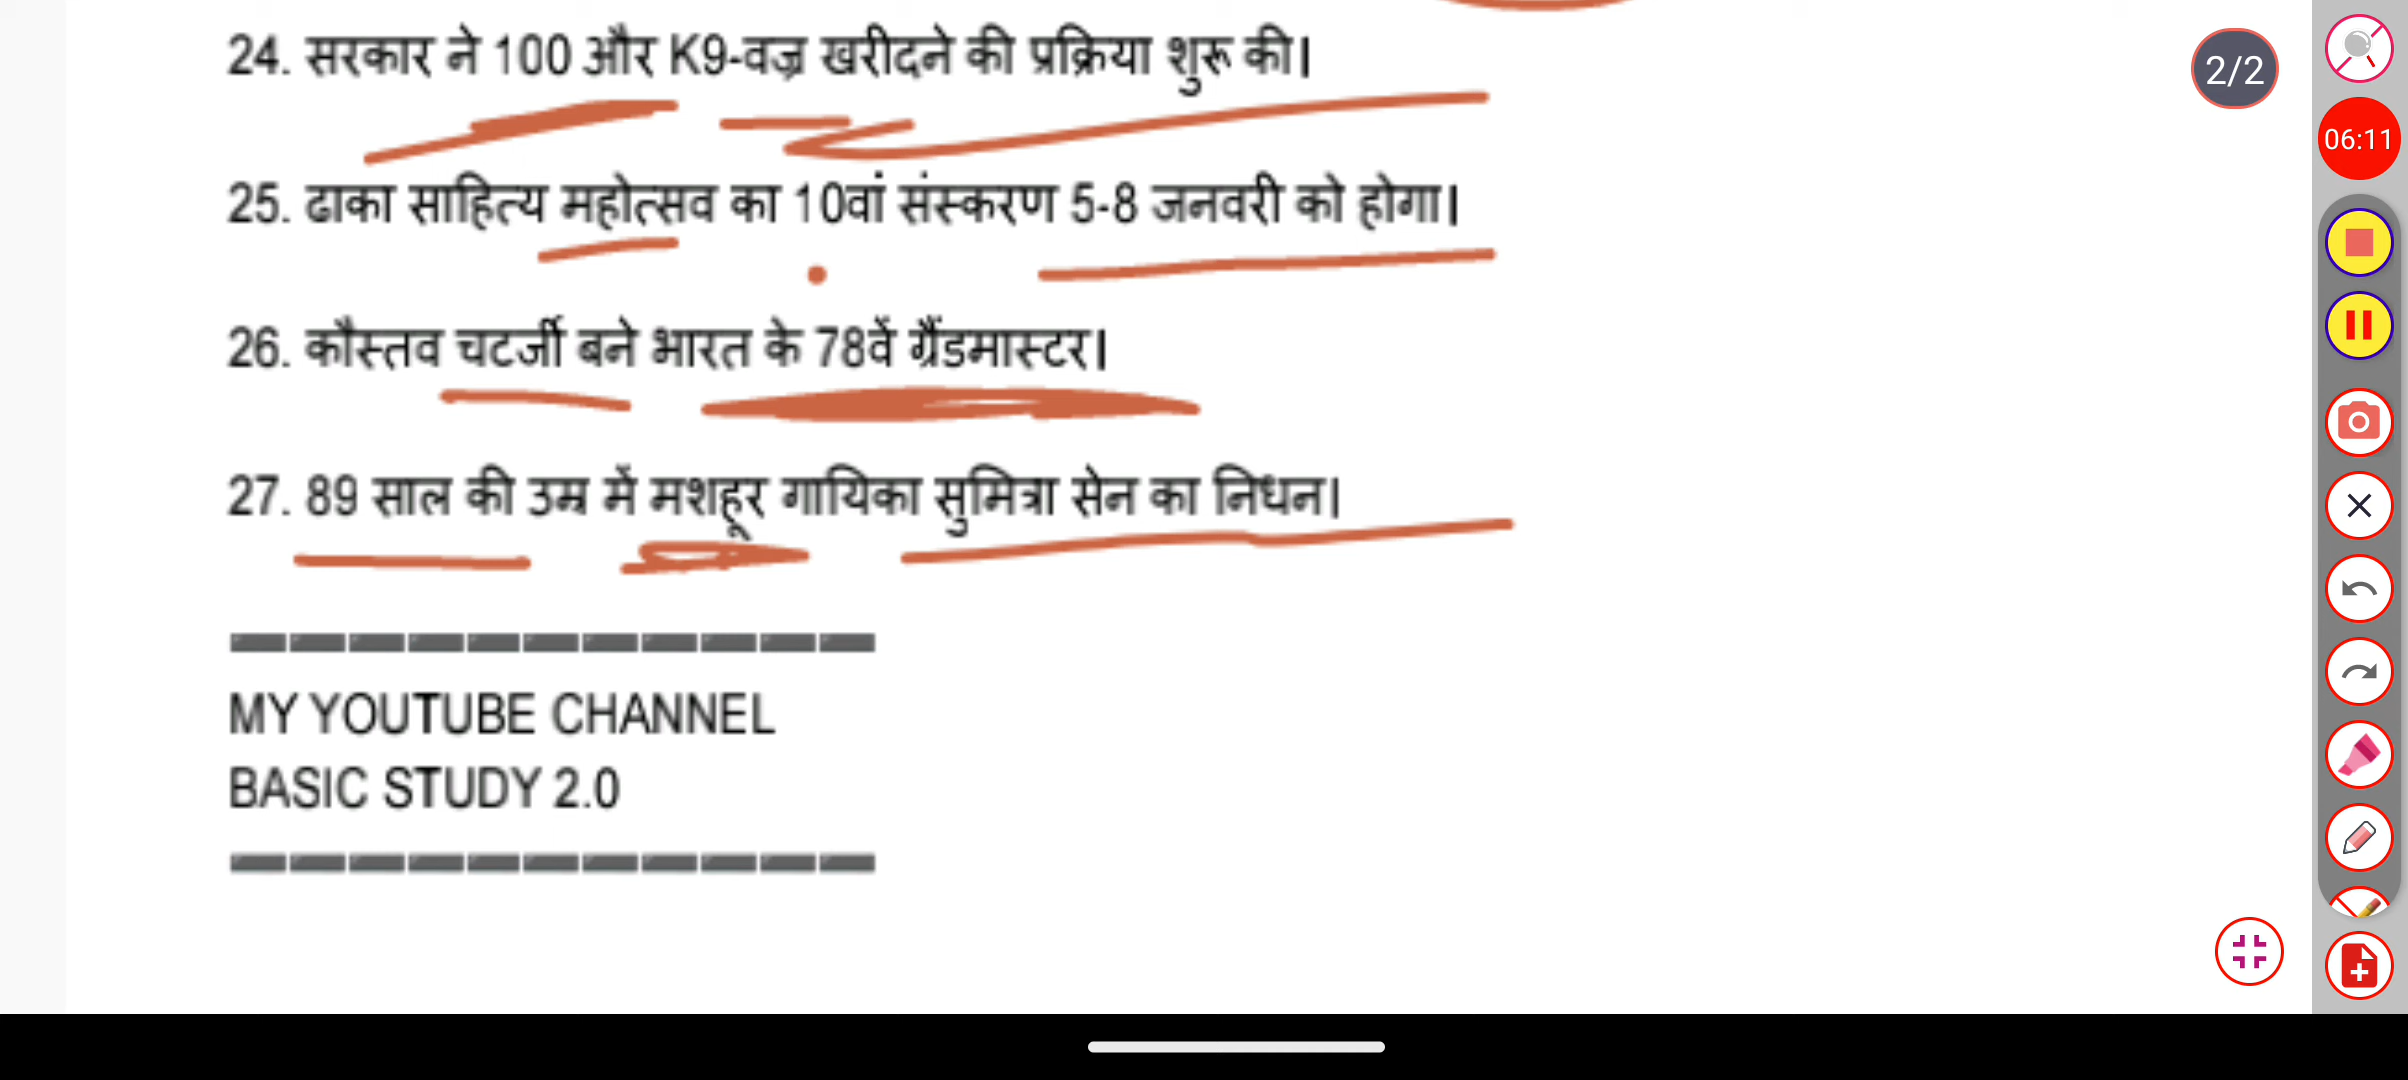 24. सरकार ने 100 और K9-वज्र खरीदने की प्रक्रिया शुरू की।
2/2
06:11
25. ढाका साहित्य महोत्सव का 10वां संस्करण 5-8 जनवरी को होगा।
26. कौस्तव चटर्जी बने भारत के 78वें ग्रैंडमास्टर।
27. 89 साल की उम्र में मशहूर गायिका सुमित्रा सेन का निधन।
MY YOUTUBE CHANNEL
BASIC STUDY 2.0